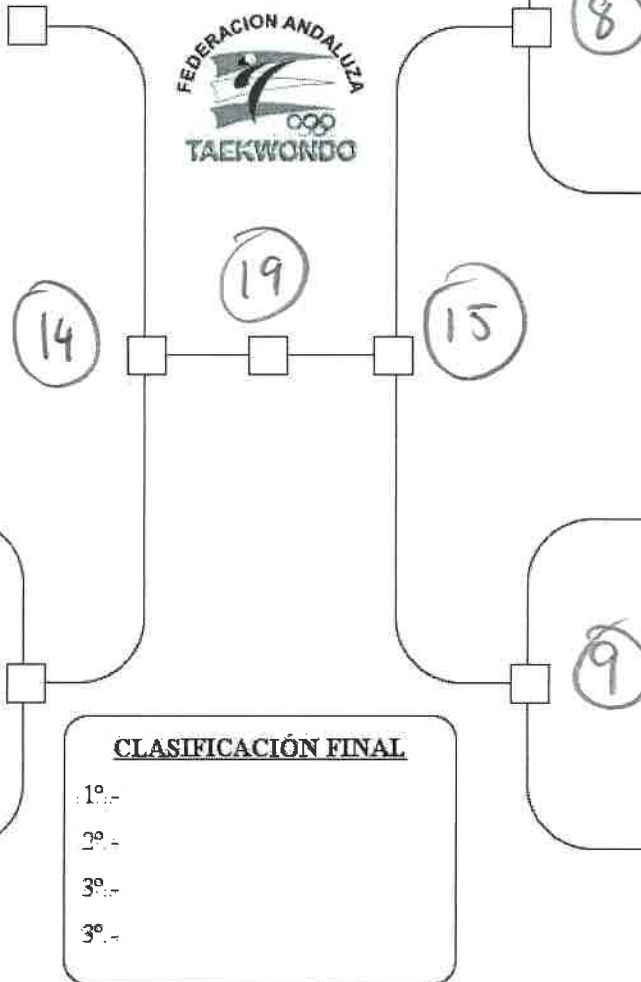 FEDERACION ANDALUZA
TAEKWONDO
8
19
14
15
9
CLASIFICACIÓN FINAL
1º.-
2º.-
3º.-
3º.-